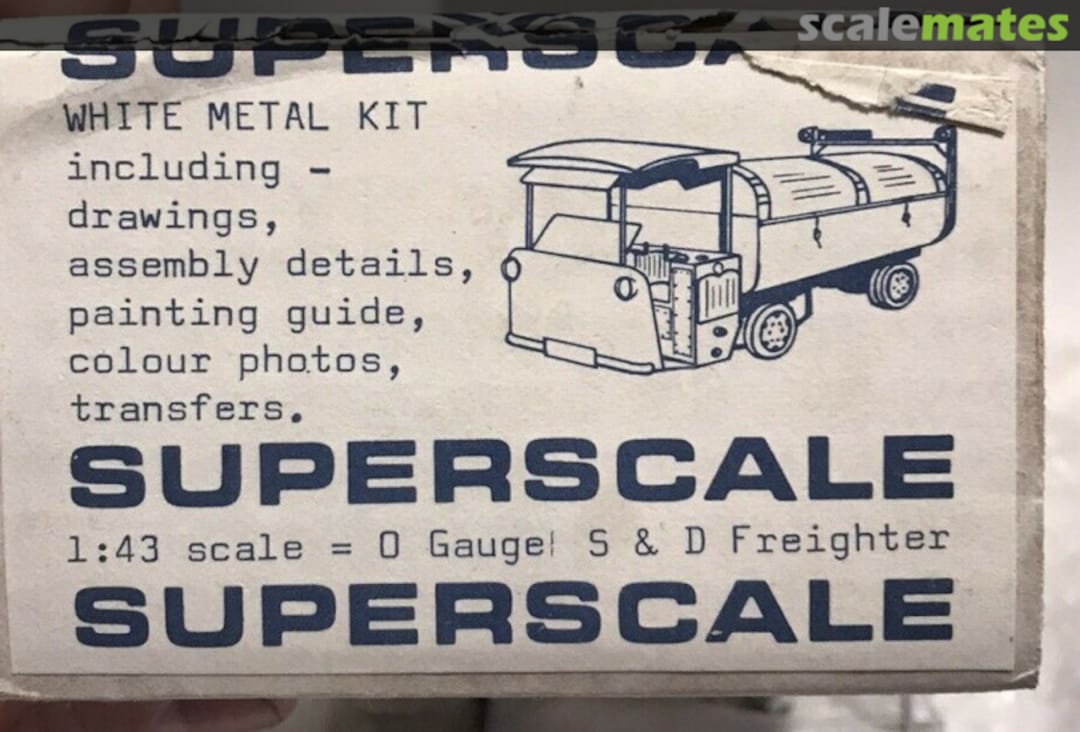 scalemates
SUPERSCALE
WHITE METAL KIT
including -
drawings,
assembly details,
painting guide,
colour photos,
transfers.
SUPERSCALE
1:43 scale = O Gauge| S & D Freighter
SUPERSCALE